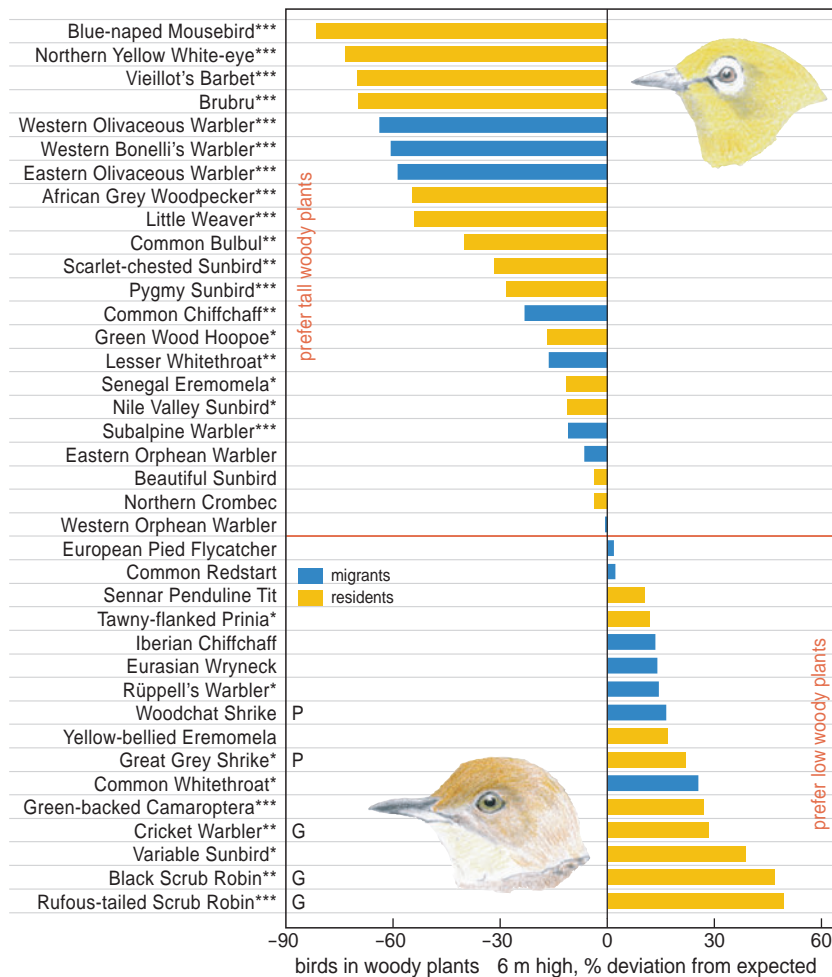 Blue-naped Mousebird***
Northern Yellow White-eye***
Vieillot's Barbet***
Brubru***
Western Olivaceous Warbler***
Western Bonelli's Warbler***
Eastern Olivaceous Warbler***
African Grey Woodpecker***
Little Weaver***
Common Bulbul**
Scarlet-chested Sunbird**
Pygmy Sunbird***
Common Chiffchaff**
Green Wood Hoopoe*
Lesser Whitethroat**
Senegal Eremomela*
Nile Valley Sunbird*
Subalpine Warbler***
Eastern Orphean Warbler
Beautiful Sunbird
Northern Crombec
Western Orphean Warbler
prefer tall woody plants
European Pied Flycatcher
Common Redstart
migrants
Sennar Penduline Tit
residents
Tawny-flanked Prinia*
Iberian Chiffchaff
Eurasian Wryneck
Rüppell's Warbler*
Woodchat Shrike P
Yellow-bellied Eremomela
Great Grey Shrike* P
Common Whitethroat*
Green-backed Camaroptera***
Cricket Warbler** G
Variable Sunbird*
Black Scrub Robin** G
Rufous-tailed Scrub Robin*** G
prefer low woody plants
−90 −60 −30 0 30 60
birds in woody plants 6 m high, % deviation from expected